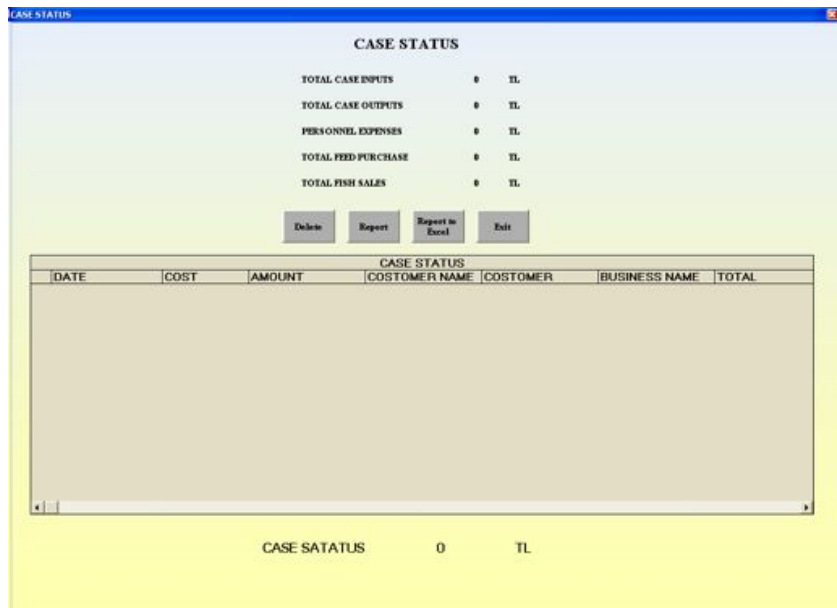 CASE STATUS
CASE STATUS
TOTAL CASE INPUTS 0 TL
TOTAL CASE OUTPUTS 0 TL
PERSONNEL EXPENSES 0 TL
TOTAL FEED PURCHASE 0 TL
TOTAL FISH SALES 0 TL
Delete Report Report to Excel Exit
CASE STATUS
DATE COST AMOUNT COSTOMER NAME COSTOMER BUSINESS NAME TOTAL
CASE SATATUS 0 TL